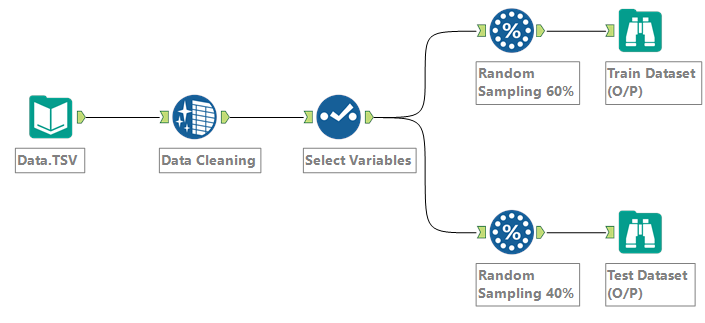 Data.TSV
Data Cleaning
Select Variables
%
Random
Sampling 60%
Train Dataset
(O/P)
%
Random
Sampling 40%
Test Dataset
(O/P)